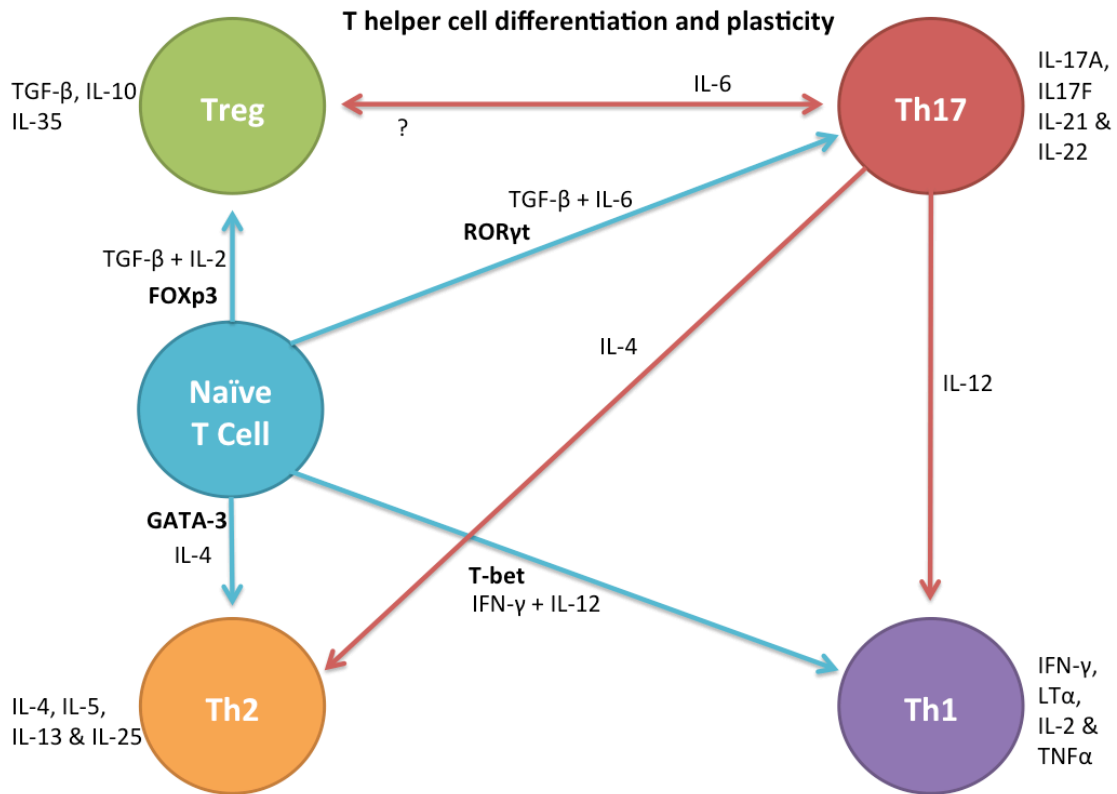 T helper cell differentiation and plasticity
TGF-β, IL-10
IL-35
Treg
IL-6
?
Th17
IL-17A,
IL17F
IL-21 &
IL-22
TGF-β + IL-6
RORγt
TGF-β + IL-2
FOXp3
IL-4
IL-12
Naïve
T Cell
GATA-3
IL-4
T-bet
IFN-γ + IL-12
IL-4, IL-5,
IL-13 & IL-25
Th2
Th1
IFN-γ,
LTα,
IL-2 &
TNFα